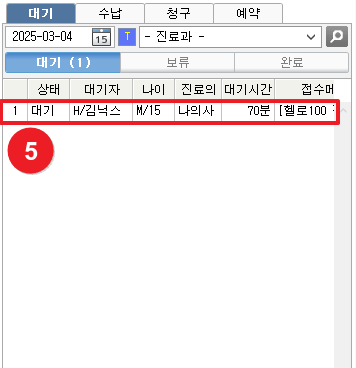 대기 수납 청구 예약
2025-03-04 15 T - 진료과 -
대기 (1) 보류 완료
상태 대기자 나이 진료의 대기시간 접수메
1 대기 H/김닉스 M/15 나의사 70분 [헬로100
5